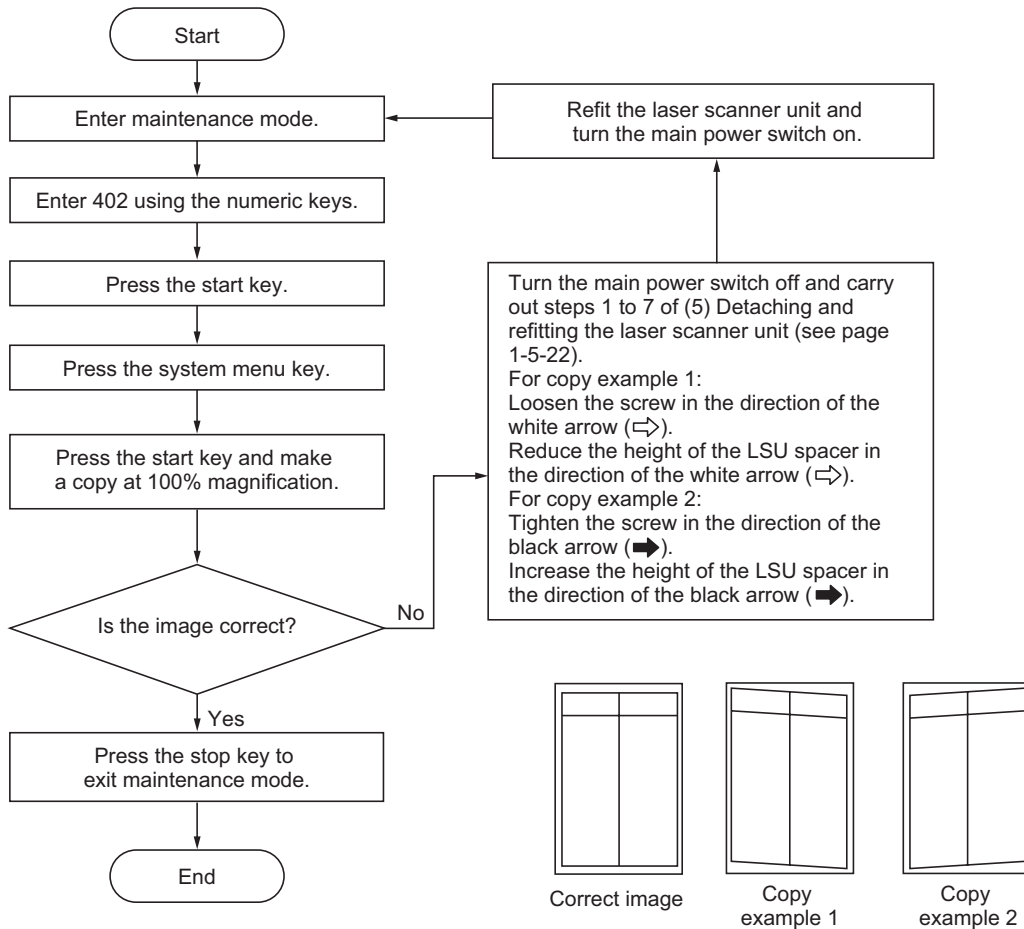 Start
Enter maintenance mode.
Enter 402 using the numeric keys.
Press the start key.
Press the system menu key.
Press the start key and make
a copy at 100% magnification.
Is the image correct?
No
Yes
Press the stop key to
exit maintenance mode.
End
Refit the laser scanner unit and
turn the main power switch on.
Turn the main power switch off and carry
out steps 1 to 7 of (5) Detaching and
refitting the laser scanner unit (see page
1-5-22).
For copy example 1:
Loosen the screw in the direction of the
white arrow (⇨).
Reduce the height of the LSU spacer in
the direction of the white arrow (⇨).
For copy example 2:
Tighten the screw in the direction of the
black arrow (➡).
Increase the height of the LSU spacer in
the direction of the black arrow (➡).
Correct image
Copy
example 1
Copy
example 2